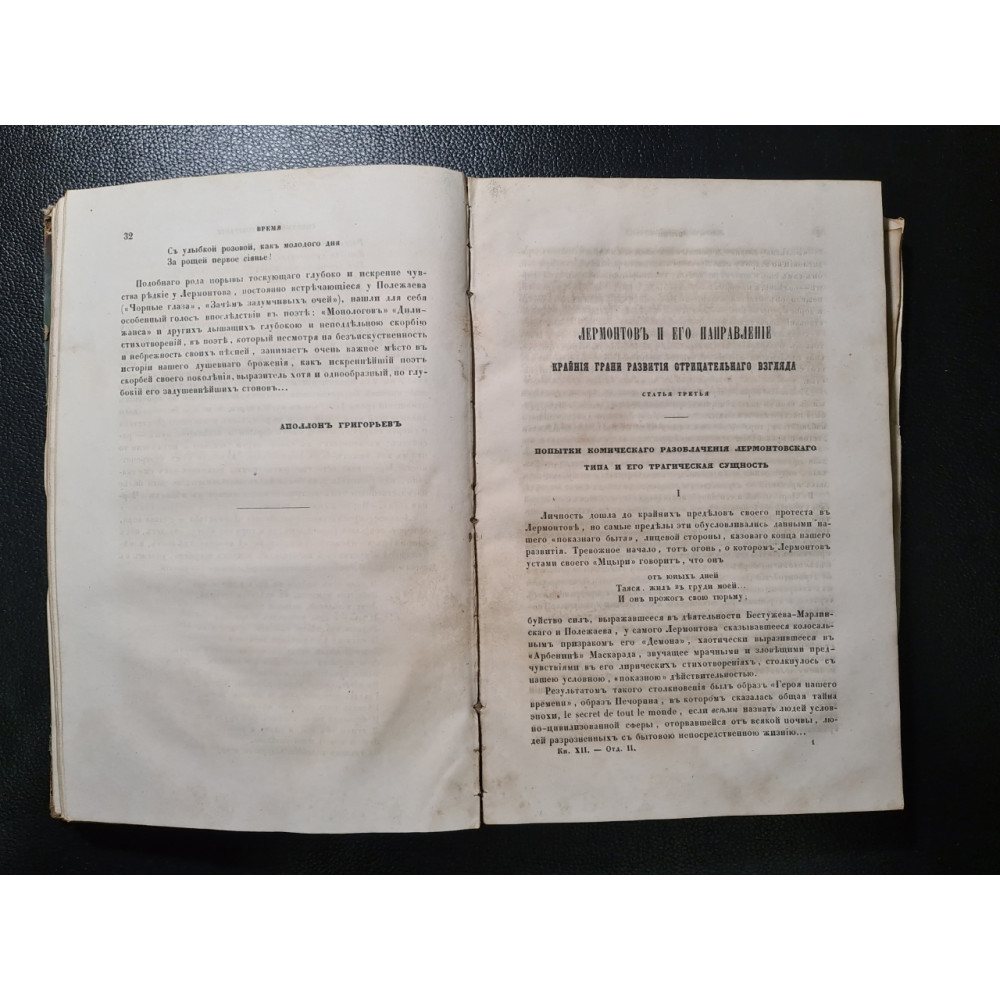 32
ВРЕМЯ
Съ улыбкой розовой, какъ молодого дня
За рощей первое сіянье!
Подобнаго рода порывы тоскующаго глубоко и искренне чув-
ства рѣдкіе у Лермонтова, постоянно встрѣчающіеся у Полежаева
(«Чорные глаза», «Зачѣмъ задумчивыхъ очей»), нашли для себя
особенный голосъ впослѣдствіи въ поэтѣ: «Монологовъ» «Дили-
жанса» и другихъ дышащихъ глубокою и неподдѣльною скорбію
стихотвореній, въ поэтѣ, который несмотря на безъискуственность
и небрежность своихъ пѣсней, занимаетъ очень важное мѣсто въ
исторіи нашего душевнаго броженія, какъ искреннѣйшій поэтъ
скорбей своего поколѣнія, выразитель хотя и однообразный, по глу-
бокій его задушевнѣйшихъ стоновъ...
АПОЛЛОНЪ ГРИГОРЬЕВЪ
ЛЕРМОНТОВЪ И ЕГО НАПРАВЛЕНІЕ
КРАЙНІЯ ГРАНИ РАЗВИТІЯ ОТРИЦАТЕЛЬНАГО ВЗГЛЯДА
СТАТЬЯ ТРЕТЬЯ
ПОПЫТКИ КОМИЧЕСКАГО РАЗОБЛАЧЕНІЯ ЛЕРМОНТОВСКАГО
ТИПА И ЕГО ТРАГИЧЕСКАЯ СУЩНОСТЬ
I
Личность дошла до крайнихъ предѣловъ своего протеста въ
Лермонтовѣ, но самые предѣлы эти обусловливались данными на-
шего «показнаго быта», лицевой стороны, казоваго конца нашего
развитія. Тревожное начало, тотъ огонь, о которомъ Лермонтовъ
устами своего «Мцыри» говоритъ, что онъ
отъ юныхъ дней
Таяся. жилъ въ груди моей...
И онъ прожогъ свою тюрьму;
буйство силъ, выражавшееся въ дѣятельности Бестужева-Марлин-
скаго и Полежаева, у самого Лермонтова сказывавшееся колосаль-
нымъ призракомъ его «Демона», хаотически выразившееся въ
«Арбенинѣ» Маскарада, звучащее мрачными и зловѣщими пред-
чувствіями въ его лирическихъ стихотвореніяхъ, столкнулось съ
нашею условною, «показною» дѣйствительностью.
Результатомъ такого столкновенія былъ образъ «Героя нашего
времени», образъ Печорина, въ которомъ сказалась общая тайна
эпохи, le secret de tout le monde, если всѣми назвать людей услов-
но-цивилизованной сферы, оторвавшейся отъ всякой почвы, лю-
дей разрозненныхъ съ бытовою непосредственною жизнію...
Кн. XII. — Отд. II. 1